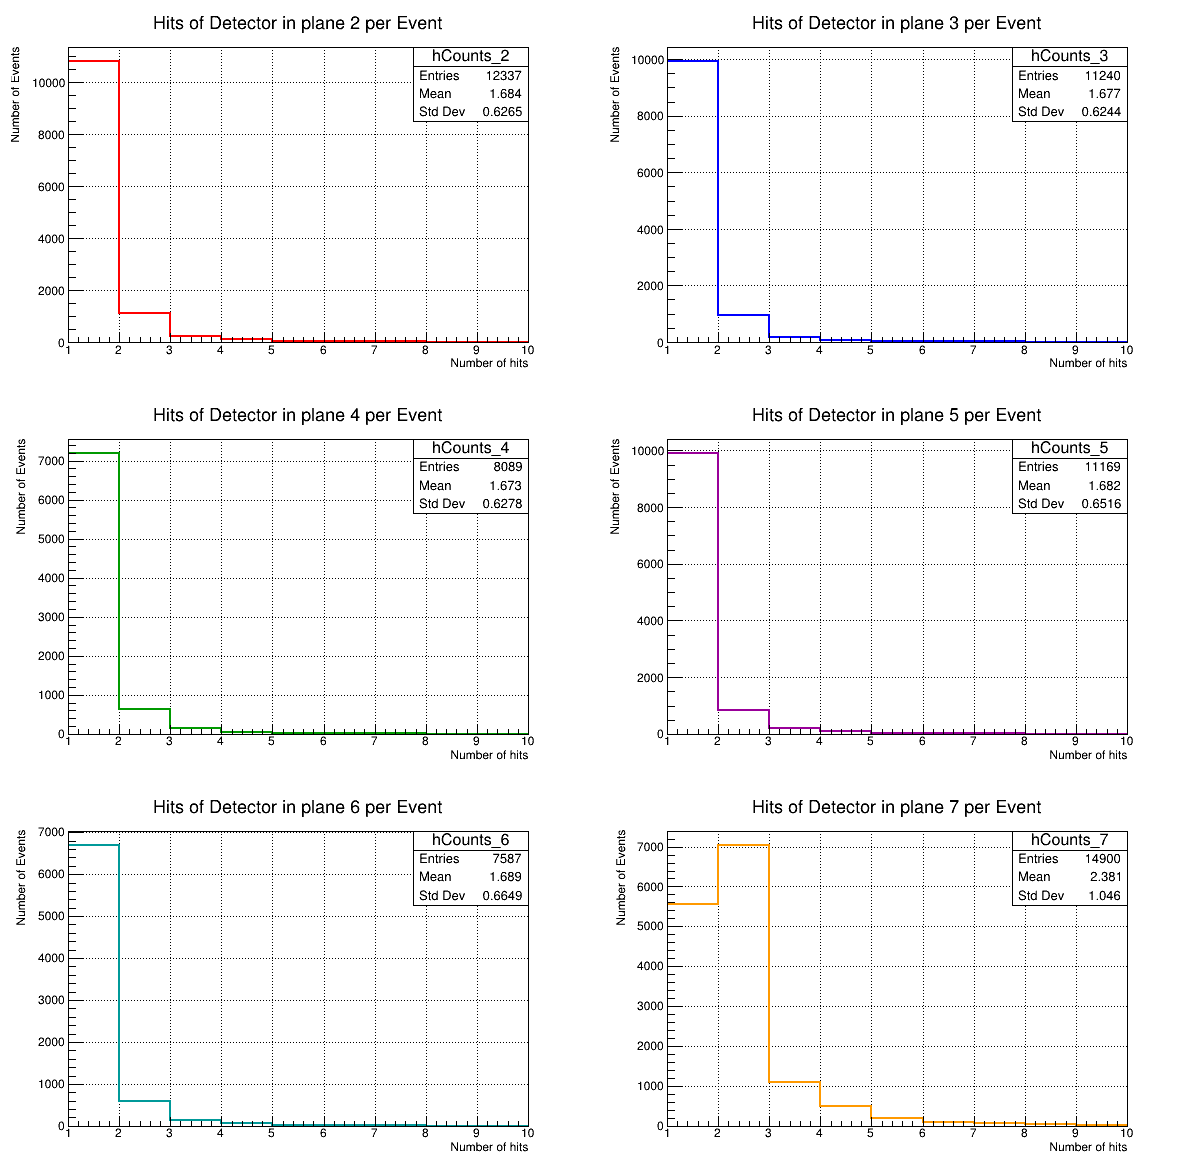 Hits of Detector in plane 2 per Event
Number of Events
hCounts_2
Entries 12337
Mean 1.684
Std Dev 0.6265
10000
8000
6000
4000
2000
0
1 2 3 4 5 6 7 8 9 10
Number of hits
Hits of Detector in plane 3 per Event
Number of Events
hCounts_3
Entries 11240
Mean 1.677
Std Dev 0.6244
10000
8000
6000
4000
2000
0
1 2 3 4 5 6 7 8 9 10
Number of hits
Hits of Detector in plane 4 per Event
Number of Events
hCounts_4
Entries 8089
Mean 1.673
Std Dev 0.6278
7000
6000
5000
4000
3000
2000
1000
0
1 2 3 4 5 6 7 8 9 10
Number of hits
Hits of Detector in plane 5 per Event
Number of Events
hCounts_5
Entries 11169
Mean 1.682
Std Dev 0.6516
10000
8000
6000
4000
2000
0
1 2 3 4 5 6 7 8 9 10
Number of hits
Hits of Detector in plane 6 per Event
Number of Events
hCounts_6
Entries 7587
Mean 1.689
Std Dev 0.6649
7000
6000
5000
4000
3000
2000
1000
0
1 2 3 4 5 6 7 8 9 10
Number of hits
Hits of Detector in plane 7 per Event
Number of Events
hCounts_7
Entries 14900
Mean 2.381
Std Dev 1.046
7000
6000
5000
4000
3000
2000
1000
0
1 2 3 4 5 6 7 8 9 10
Number of hits